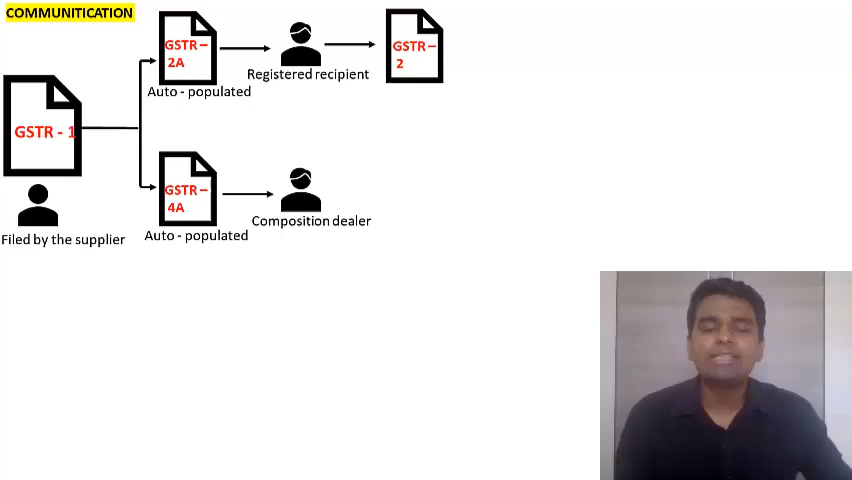 COMMUNITICATION
GSTR –
2A
Auto - populated
Registered recipient
GSTR –
2
GSTR - 1
Filed by the supplier
GSTR –
4A
Auto - populated
Composition dealer